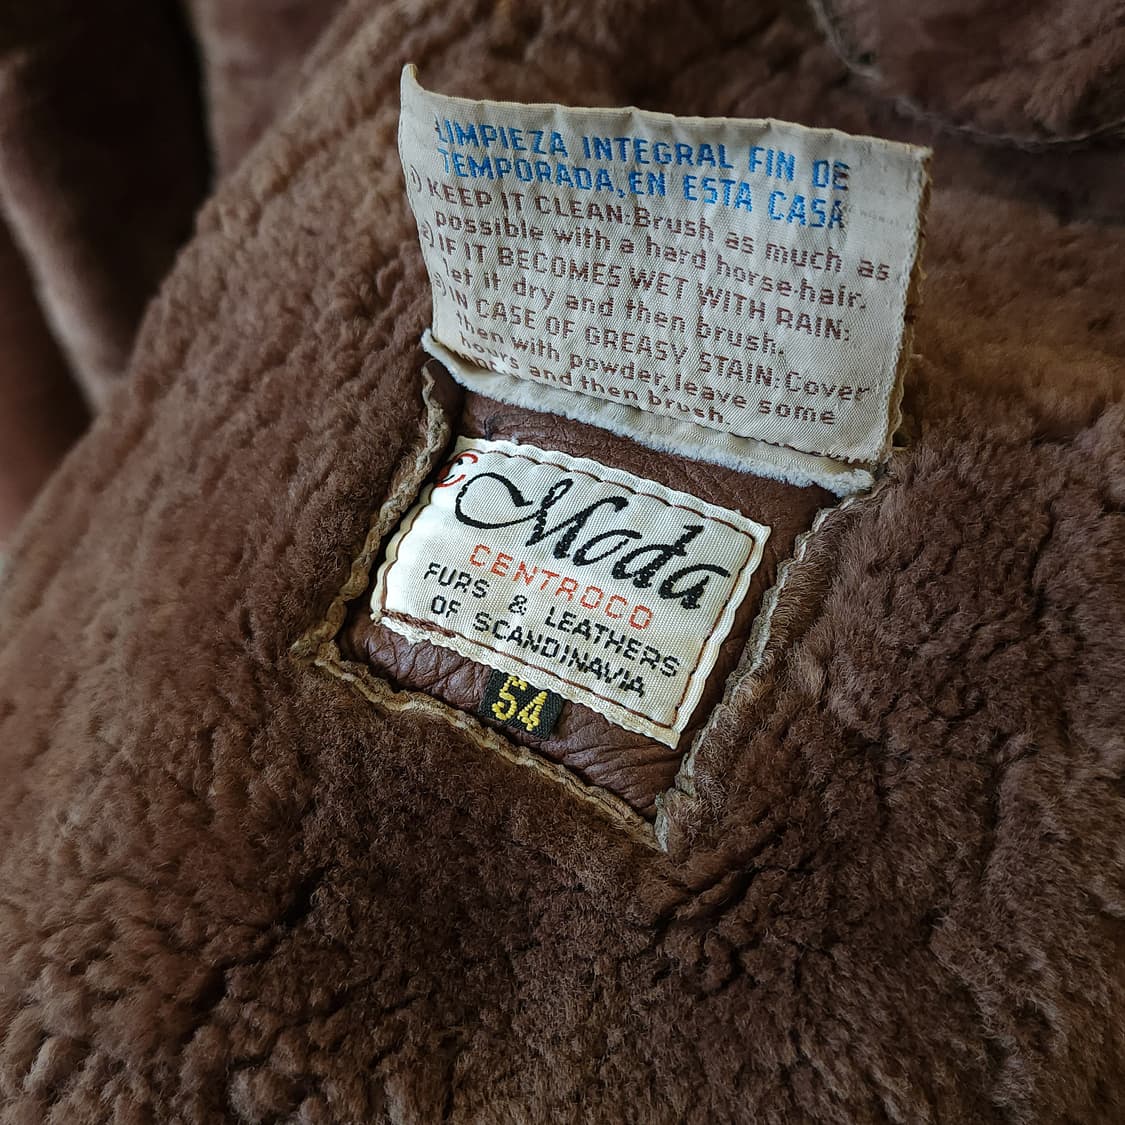 LIMPIEZA INTEGRAL FIN DE
TEMPORADA, EN ESTA CASA
1) KEEP IT CLEAN: Brush as much as
possible with a hard horse-hair.
2) IF IT BECOMES WET WITH RAIN:
let it dry and then brush.
3) IN CASE OF GREASY STAIN: Cover
then with powder, leave some
hours and then brush.
Moda
CENTROCO
FURS & LEATHERS
OF SCANDINAVIA
54